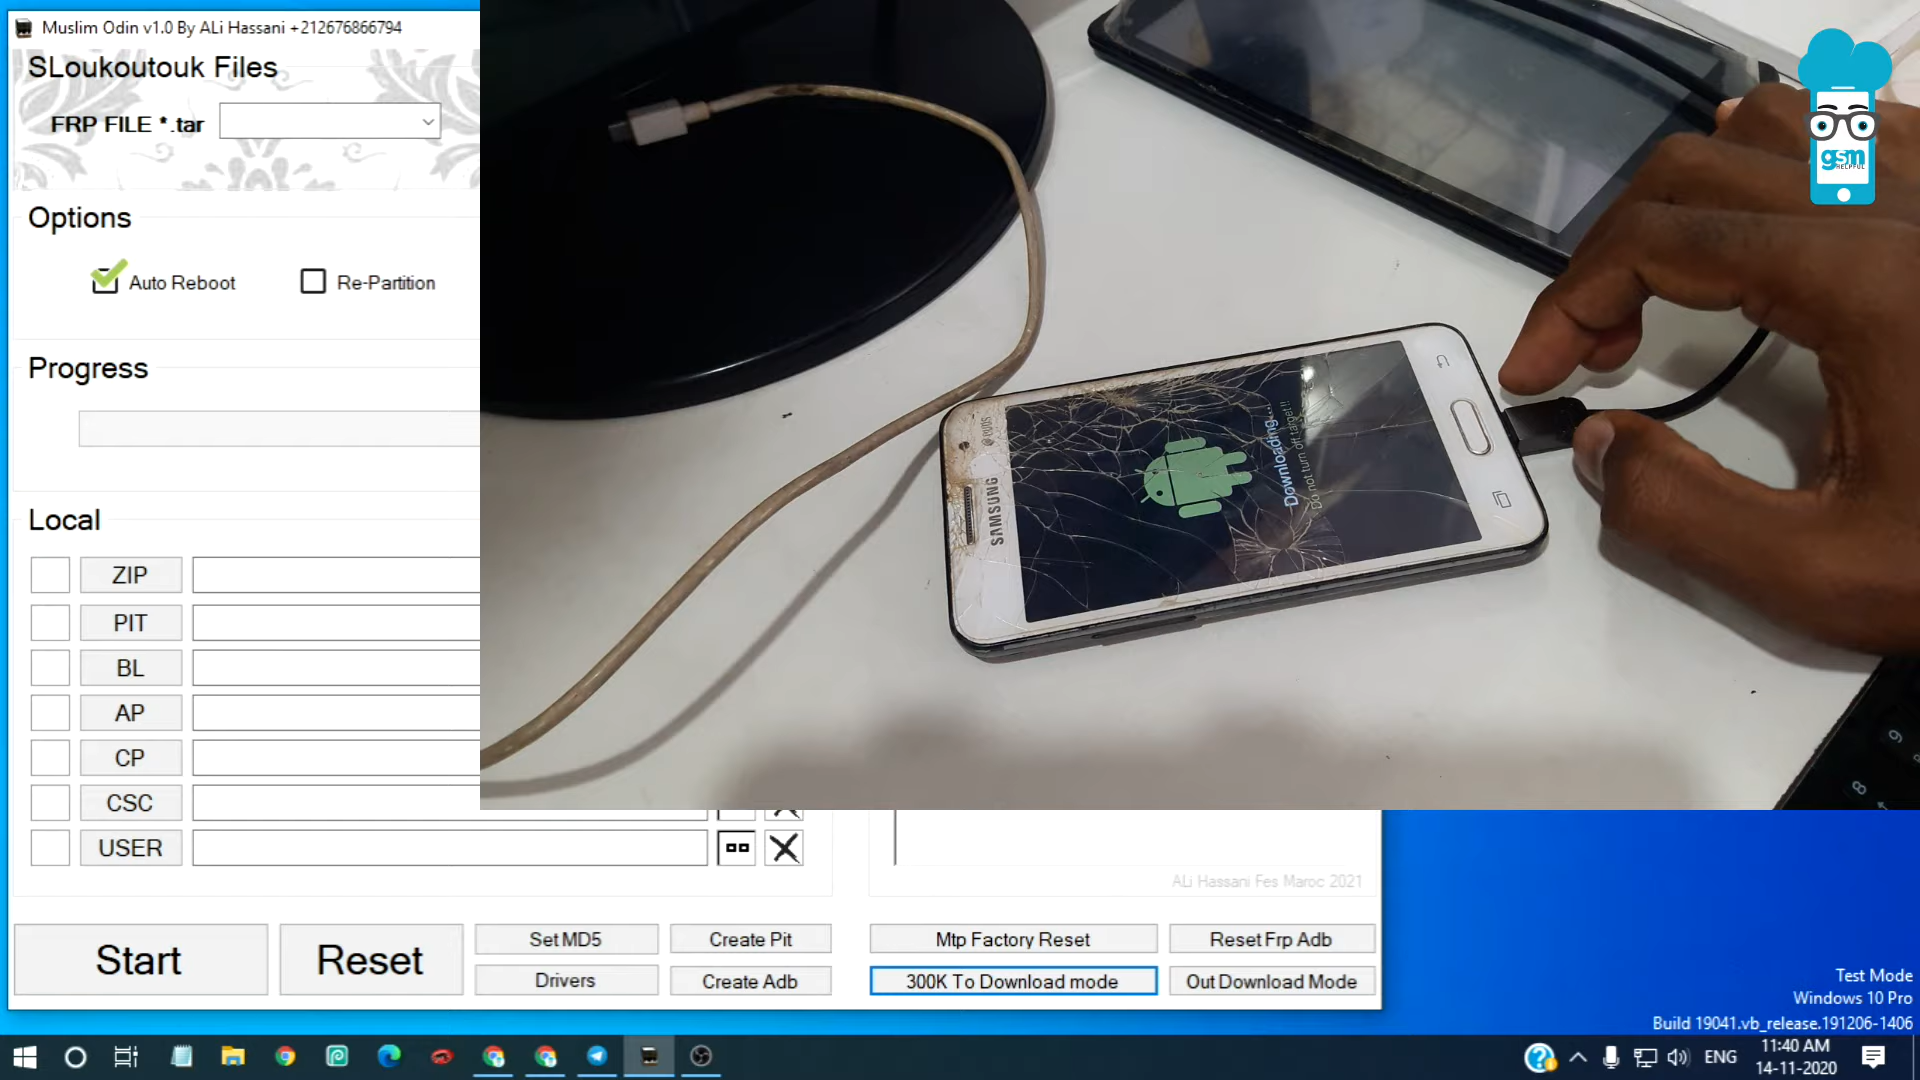 Muslim Odin v1.0 By ALi Hassani +212676866794
SLoukoutouk Files
FRP FILE *.tar
Options
Auto Reboot
Re-Partition
Progress
Local
ZIP
PIT
BL
AP
CP
CSC
USER
ALi Hassani Fes Maroc 2021
Start
Reset
Set MD5
Create Pit
Drivers
Create Adb
Mtp Factory Reset
Reset Frp Adb
300K To Download mode
Out Download Mode
gsm
HELPFUL
SAMSUNG
DUOS
Downloading...
Do not turn off target!!
9
8
Test Mode
Windows 10 Pro
Build 19041.vb_release.191206-1406
ENG
11:40 AM
14-11-2020